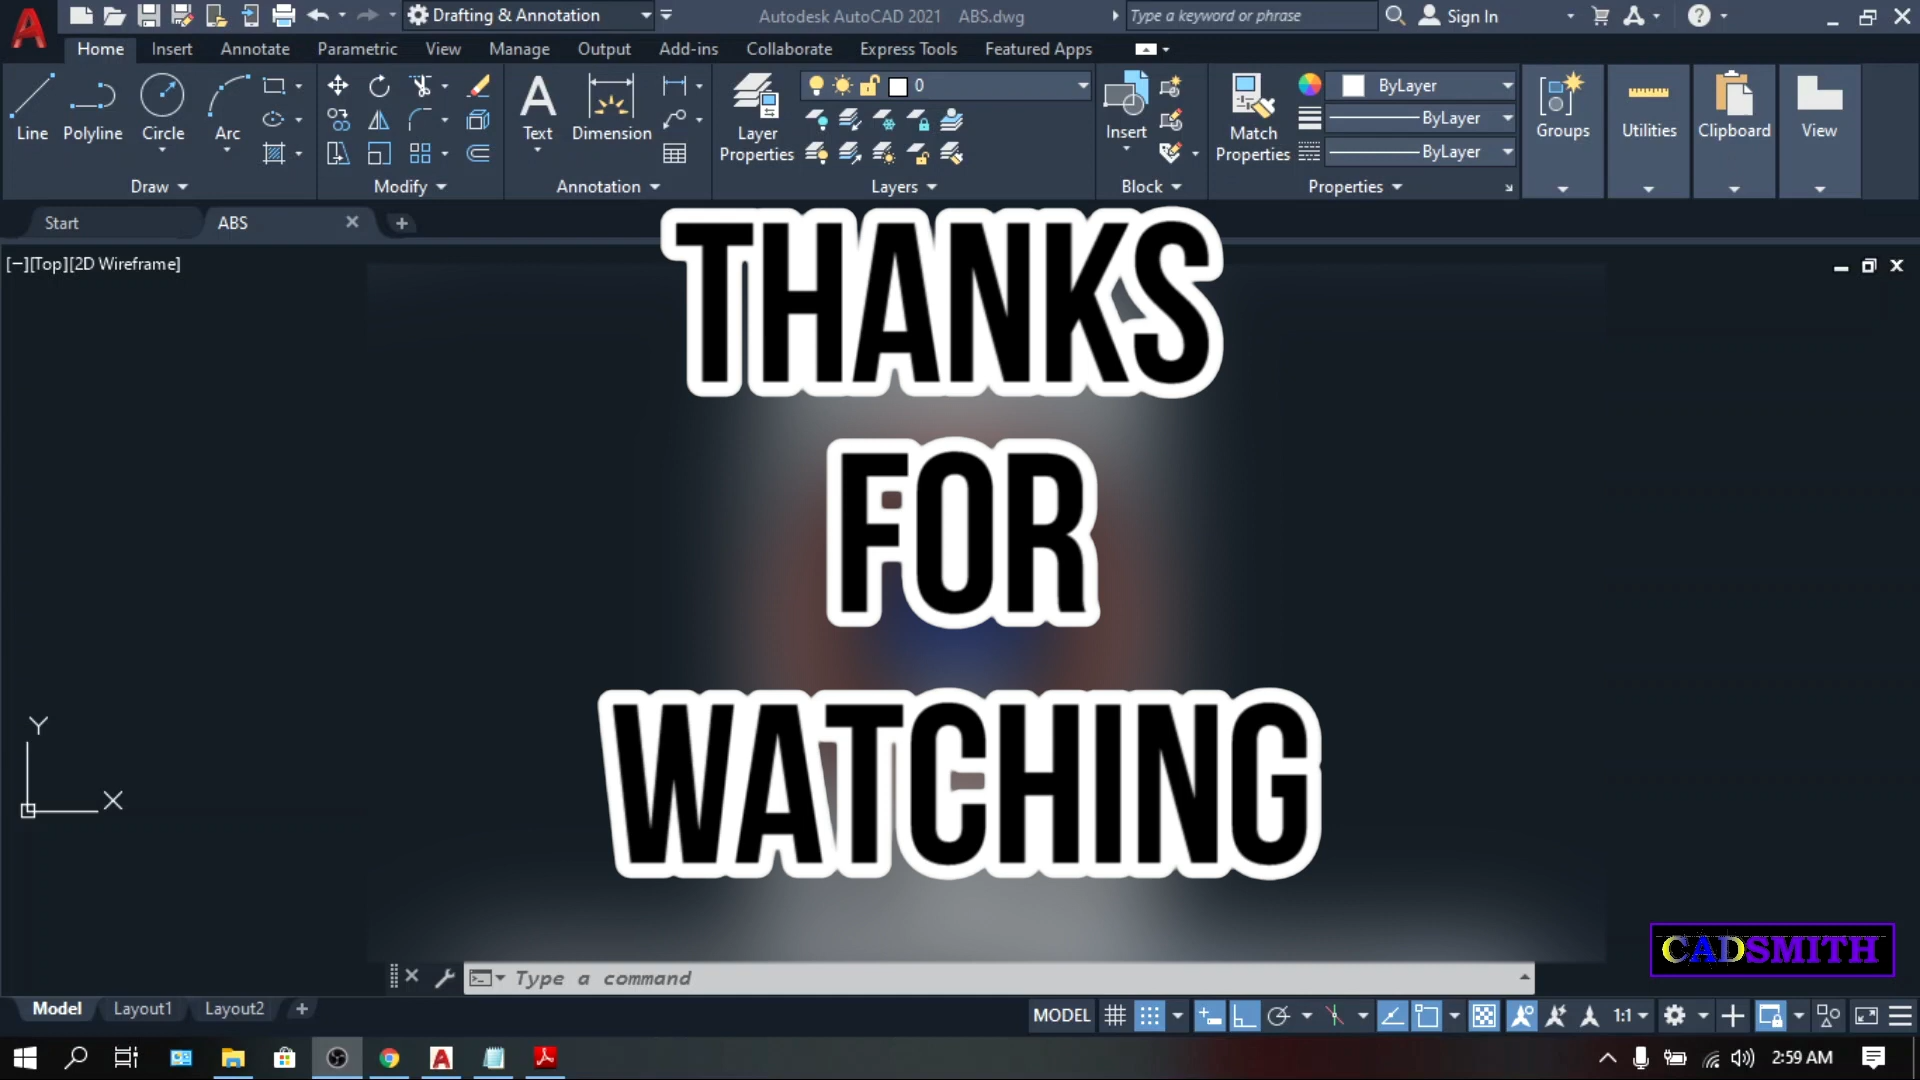 Drafting & Annotation
Autodesk AutoCAD 2021 ABS.dwg
Type a keyword or phrase
Sign In
Home Insert Annotate Parametric View Manage Output Add-ins Collaborate Express Tools Featured Apps
0
ByLayer
ByLayer
ByLayer
Line Polyline Circle Arc
Text Dimension
Layer Properties
Insert
Match Properties
Groups Utilities Clipboard View
Draw Modify Annotation Layers Block Properties
Start ABS
[−][Top][2D Wireframe]
THANKS
FOR
WATCHING
Y
X
CADSMITH
Type a command
Model Layout1 Layout2
MODEL 1:1
2:59 AM